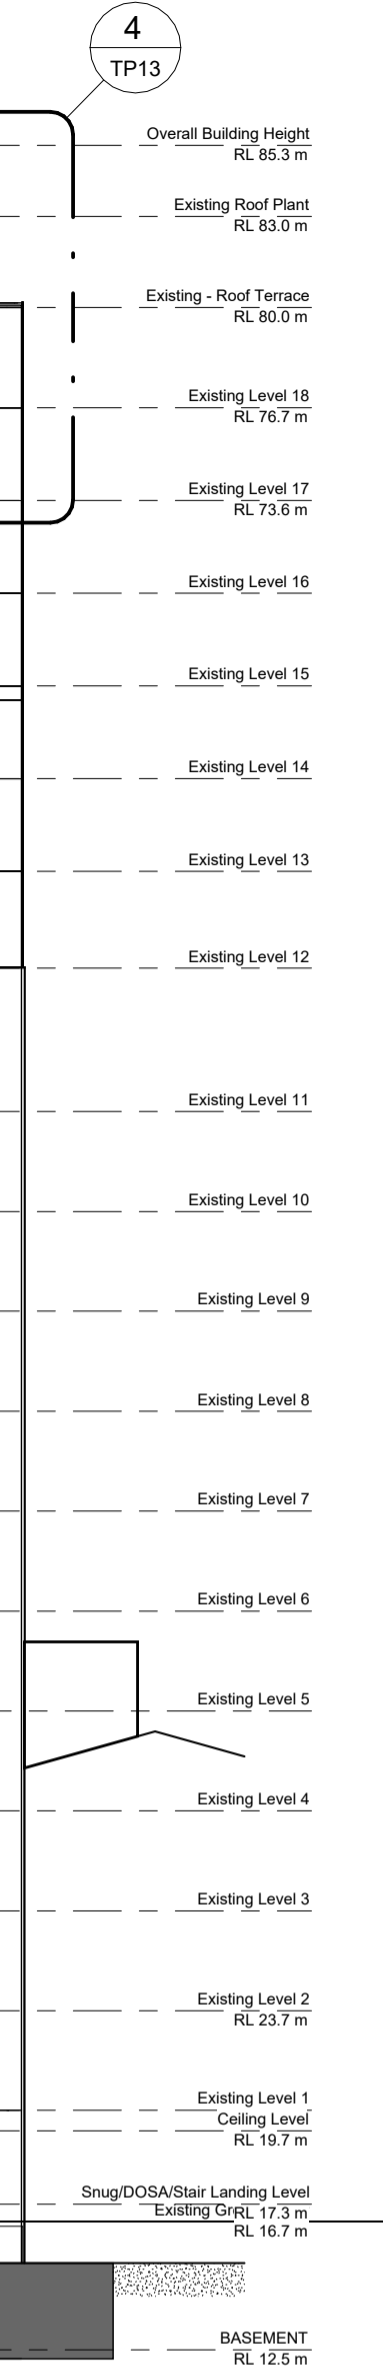 4
TP13
Overall Building Height
RL 85.3 m
Existing Roof Plant
RL 83.0 m
Existing - Roof Terrace
RL 80.0 m
Existing Level 18
RL 76.7 m
Existing Level 17
RL 73.6 m
Existing Level 16
Existing Level 15
Existing Level 14
Existing Level 13
Existing Level 12
Existing Level 11
Existing Level 10
Existing Level 9
Existing Level 8
Existing Level 7
Existing Level 6
Existing Level 5
Existing Level 4
Existing Level 3
Existing Level 2
RL 23.7 m
Existing Level 1
Ceiling Level
RL 19.7 m
Snug/DOSA/Stair Landing Level
Existing Gr
RL 17.3 m
RL 16.7 m
BASEMENT
RL 12.5 m